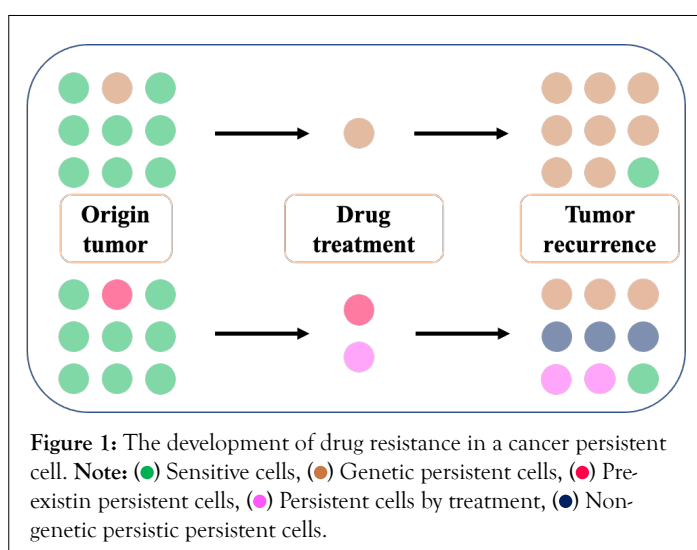 Origin
tumor
Drug
treatment
Tumor
recurrence
Figure 1: The development of drug resistance in a cancer persistent
cell. Note: (●) Sensitive cells, (●) Genetic persistent cells, (●) Pre-
existin persistent cells, (●) Persistent cells by treatment, (●) Non-
genetic persistic persistent cells.